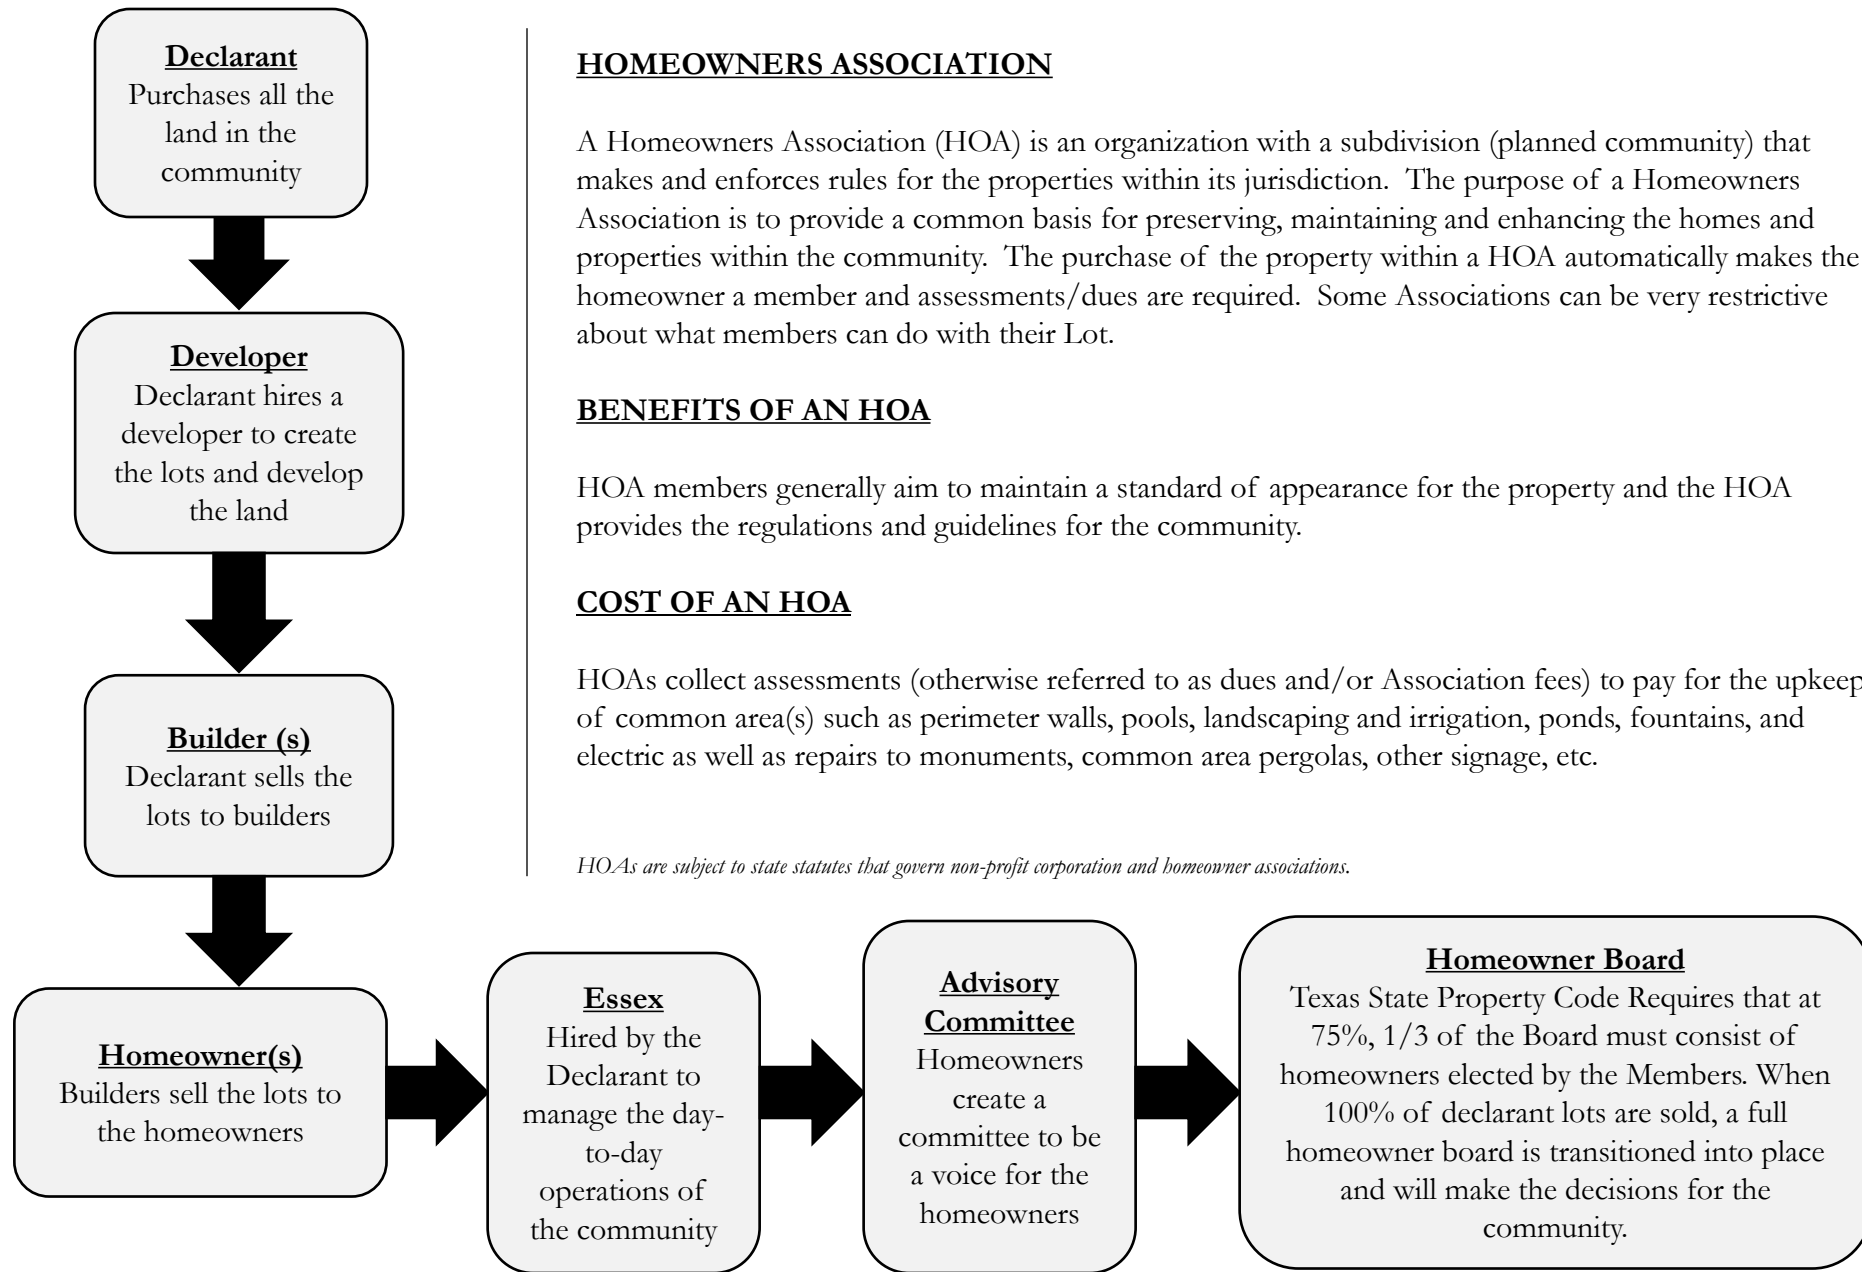 Declarant
Purchases all the
land in the
community
Developer
Declarant hires a
developer to create
the lots and develop
the land
Builder (s)
Declarant sells the
lots to builders
Homeowner(s)
Builders sell the lots to
the homeowners
HOMEOWNERS ASSOCIATION
A Homeowners Association (HOA) is an organization with a subdivision (planned community) that
makes and enforces rules for the properties within its jurisdiction. The purpose of a Homeowners
Association is to provide a common basis for preserving, maintaining and enhancing the homes and
properties within the community. The purchase of the property within a HOA automatically makes the
homeowner a member and assessments/dues are required. Some Associations can be very restrictive
about what members can do with their Lot.
BENEFITS OF AN HOA
HOA members generally aim to maintain a standard of appearance for the property and the HOA
provides the regulations and guidelines for the community.
COST OF AN HOA
HOAs collect assessments (otherwise referred to as dues and/or Association fees) to pay for the upkeep
of common area(s) such as perimeter walls, pools, landscaping and irrigation, ponds, fountains, and
electric as well as repairs to monuments, common area pergolas, other signage, etc.
HOAs are subject to state statutes that govern non-profit corporation and homeowner associations.
Essex
Hired by the
Declarant to
manage the day-
to-day
operations of
the community
Advisory
Committee
Homeowners
create a
committee to be
a voice for the
homeowners
Homeowner Board
Texas State Property Code Requires that at
75%, 1/3 of the Board must consist of
homeowners elected by the Members. When
100% of declarant lots are sold, a full
homeowner board is transitioned into place
and will make the decisions for the
community.